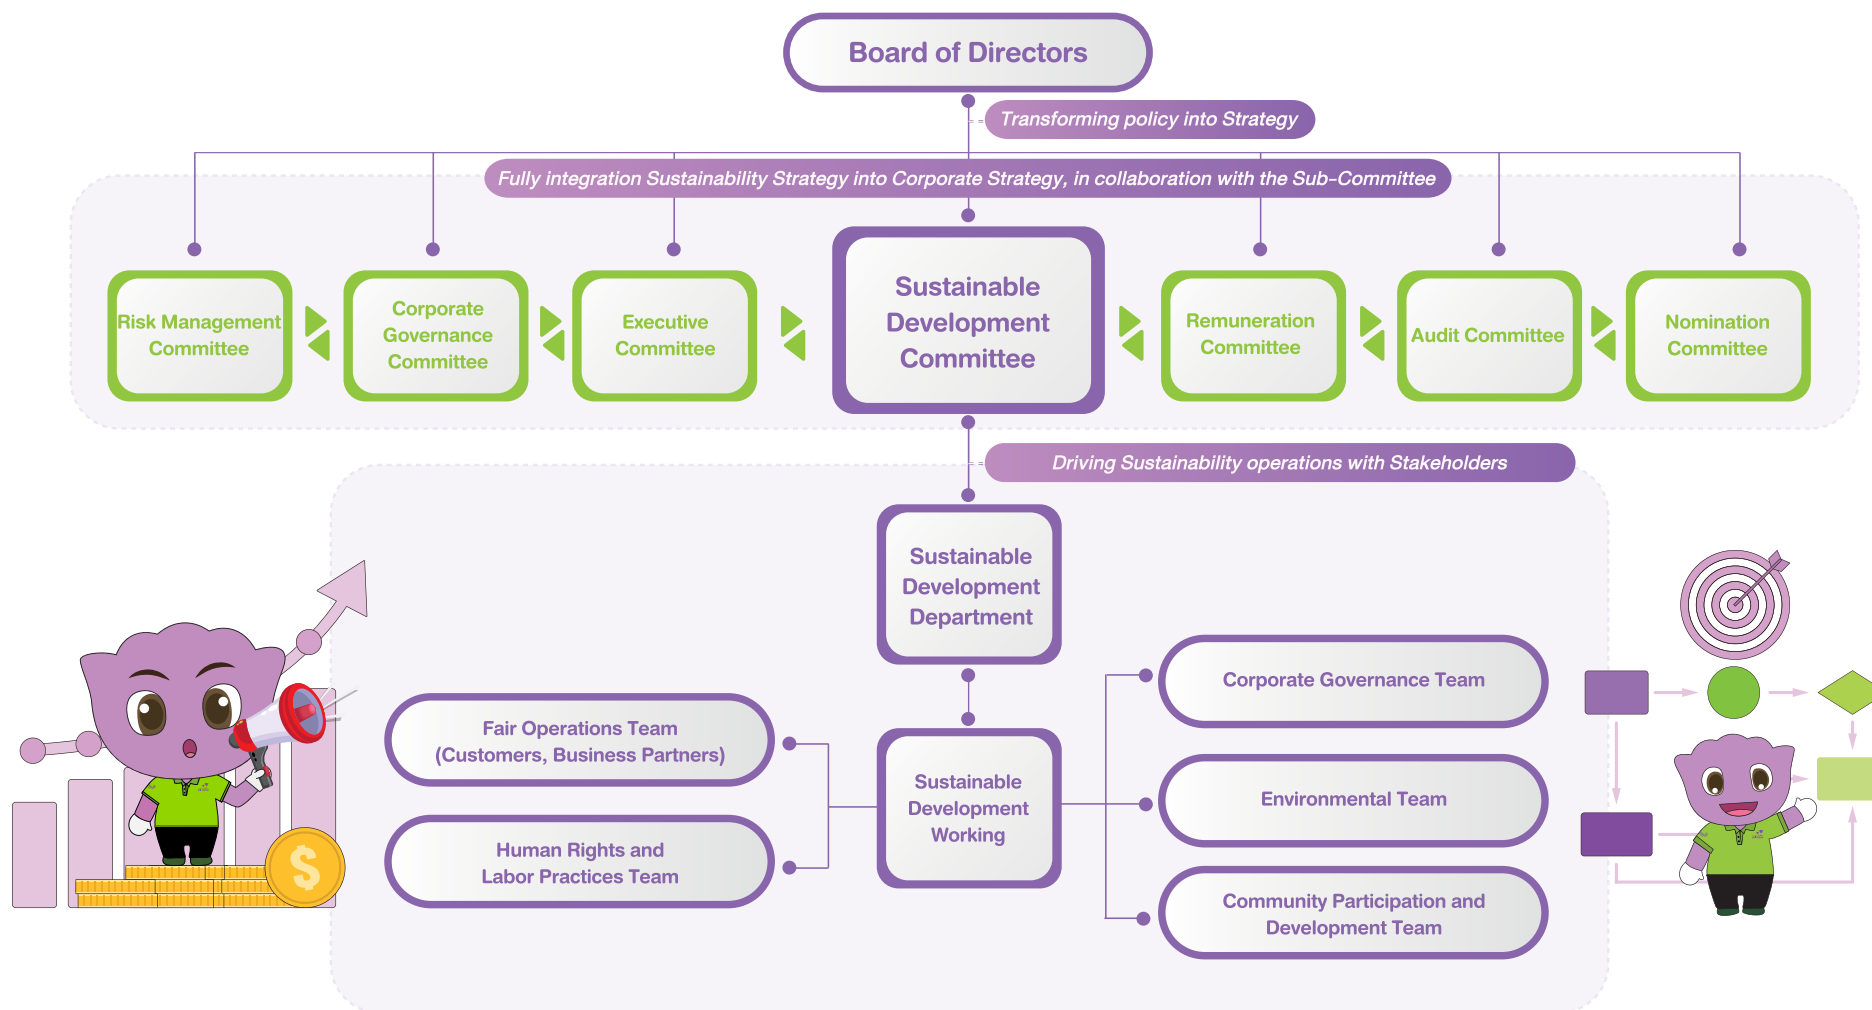 Board of Directors
Transforming policy into Strategy
Fully integration Sustainability Strategy into Corporate Strategy, in collaboration with the Sub-Committee
Risk Management
Committee
Corporate
Governance
Committee
Executive
Committee
Sustainable
Development
Committee
Remuneration
Committee
Audit Committee
Nomination
Committee
Driving Sustainability operations with Stakeholders
Sustainable
Development
Department
Fair Operations Team
(Customers, Business Partners)
Human Rights and
Labor Practices Team
Sustainable
Development
Working
Corporate Governance Team
Environmental Team
Community Participation and
Development Team
$